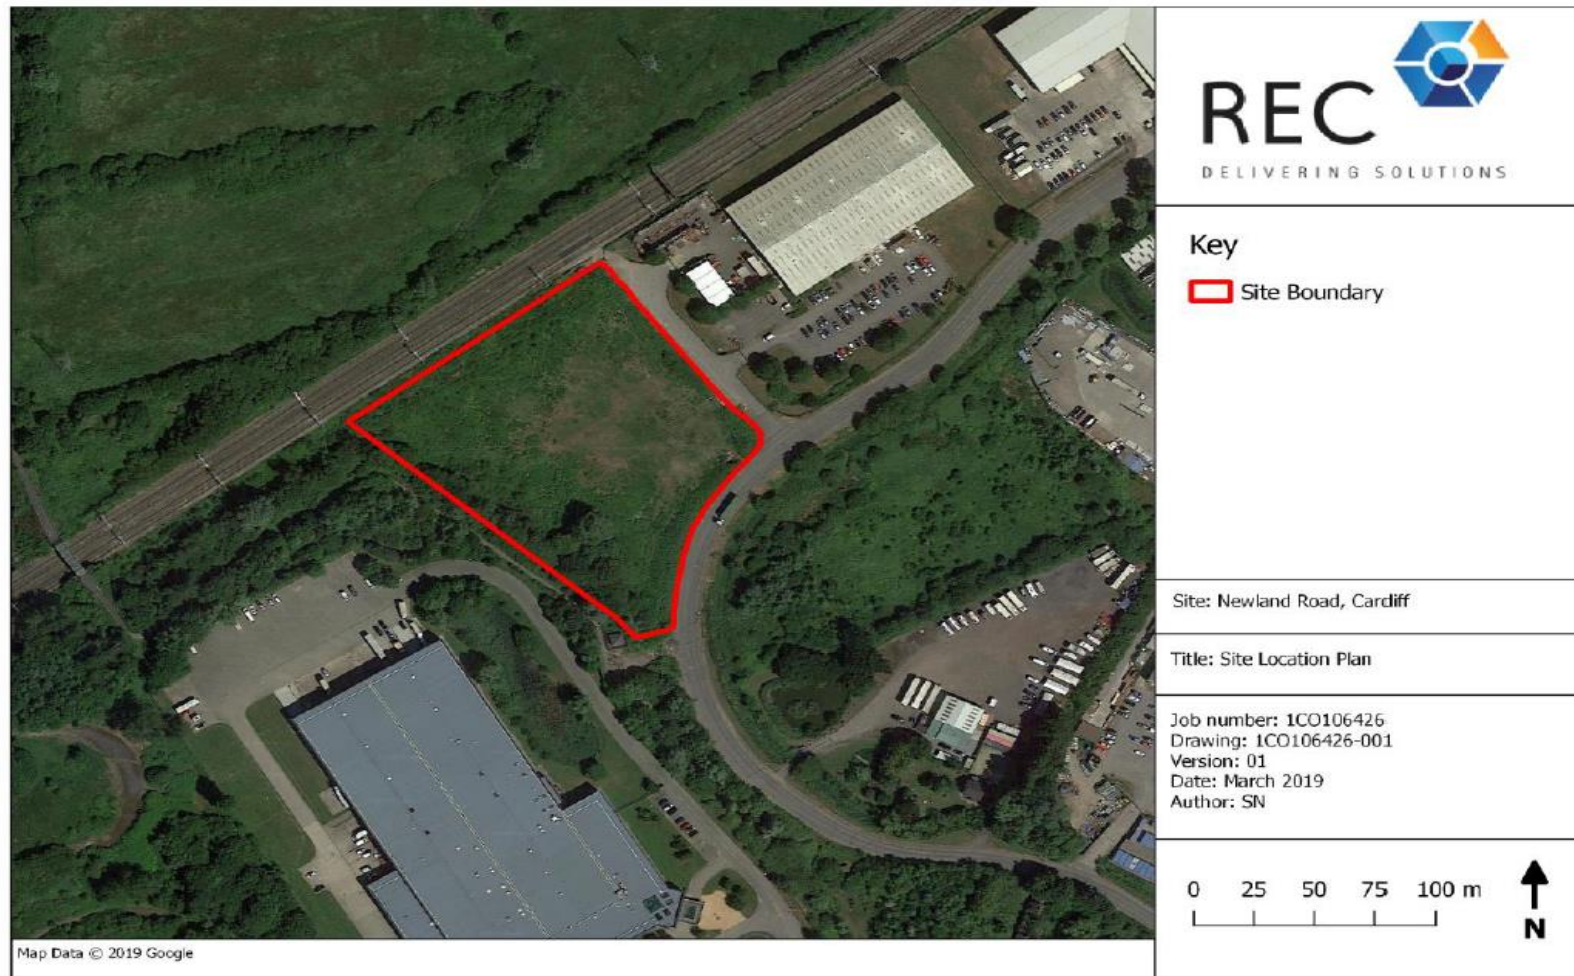 REC
DELIVERING SOLUTIONS
Key
Site Boundary
Site: Newland Road, Cardiff
Title: Site Location Plan
Job number: 1CO106426
Drawing: 1CO106426-001
Version: 01
Date: March 2019
Author: SN
0 25 50 75 100 m
N
Map Data © 2019 Google